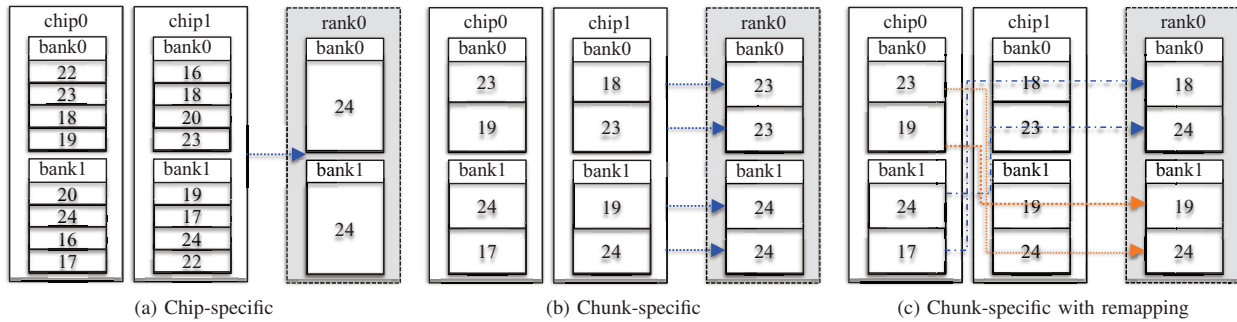 chip0
bank0
22
23
18
19
bank1
20
24
16
17
chip1
bank0
16
18
20
23
bank1
19
17
24
22
rank0
bank0
24
bank1
24
(a) Chip-specific
chip0
bank0
23
19
bank1
24
17
chip1
bank0
18
23
bank1
19
24
rank0
bank0
23
23
bank1
24
24
(b) Chunk-specific
chip0
bank0
23
19
bank1
24
17
chip1
bank0
18
23
bank1
19
24
rank0
bank0
18
24
bank1
19
24
(c) Chunk-specific with remapping